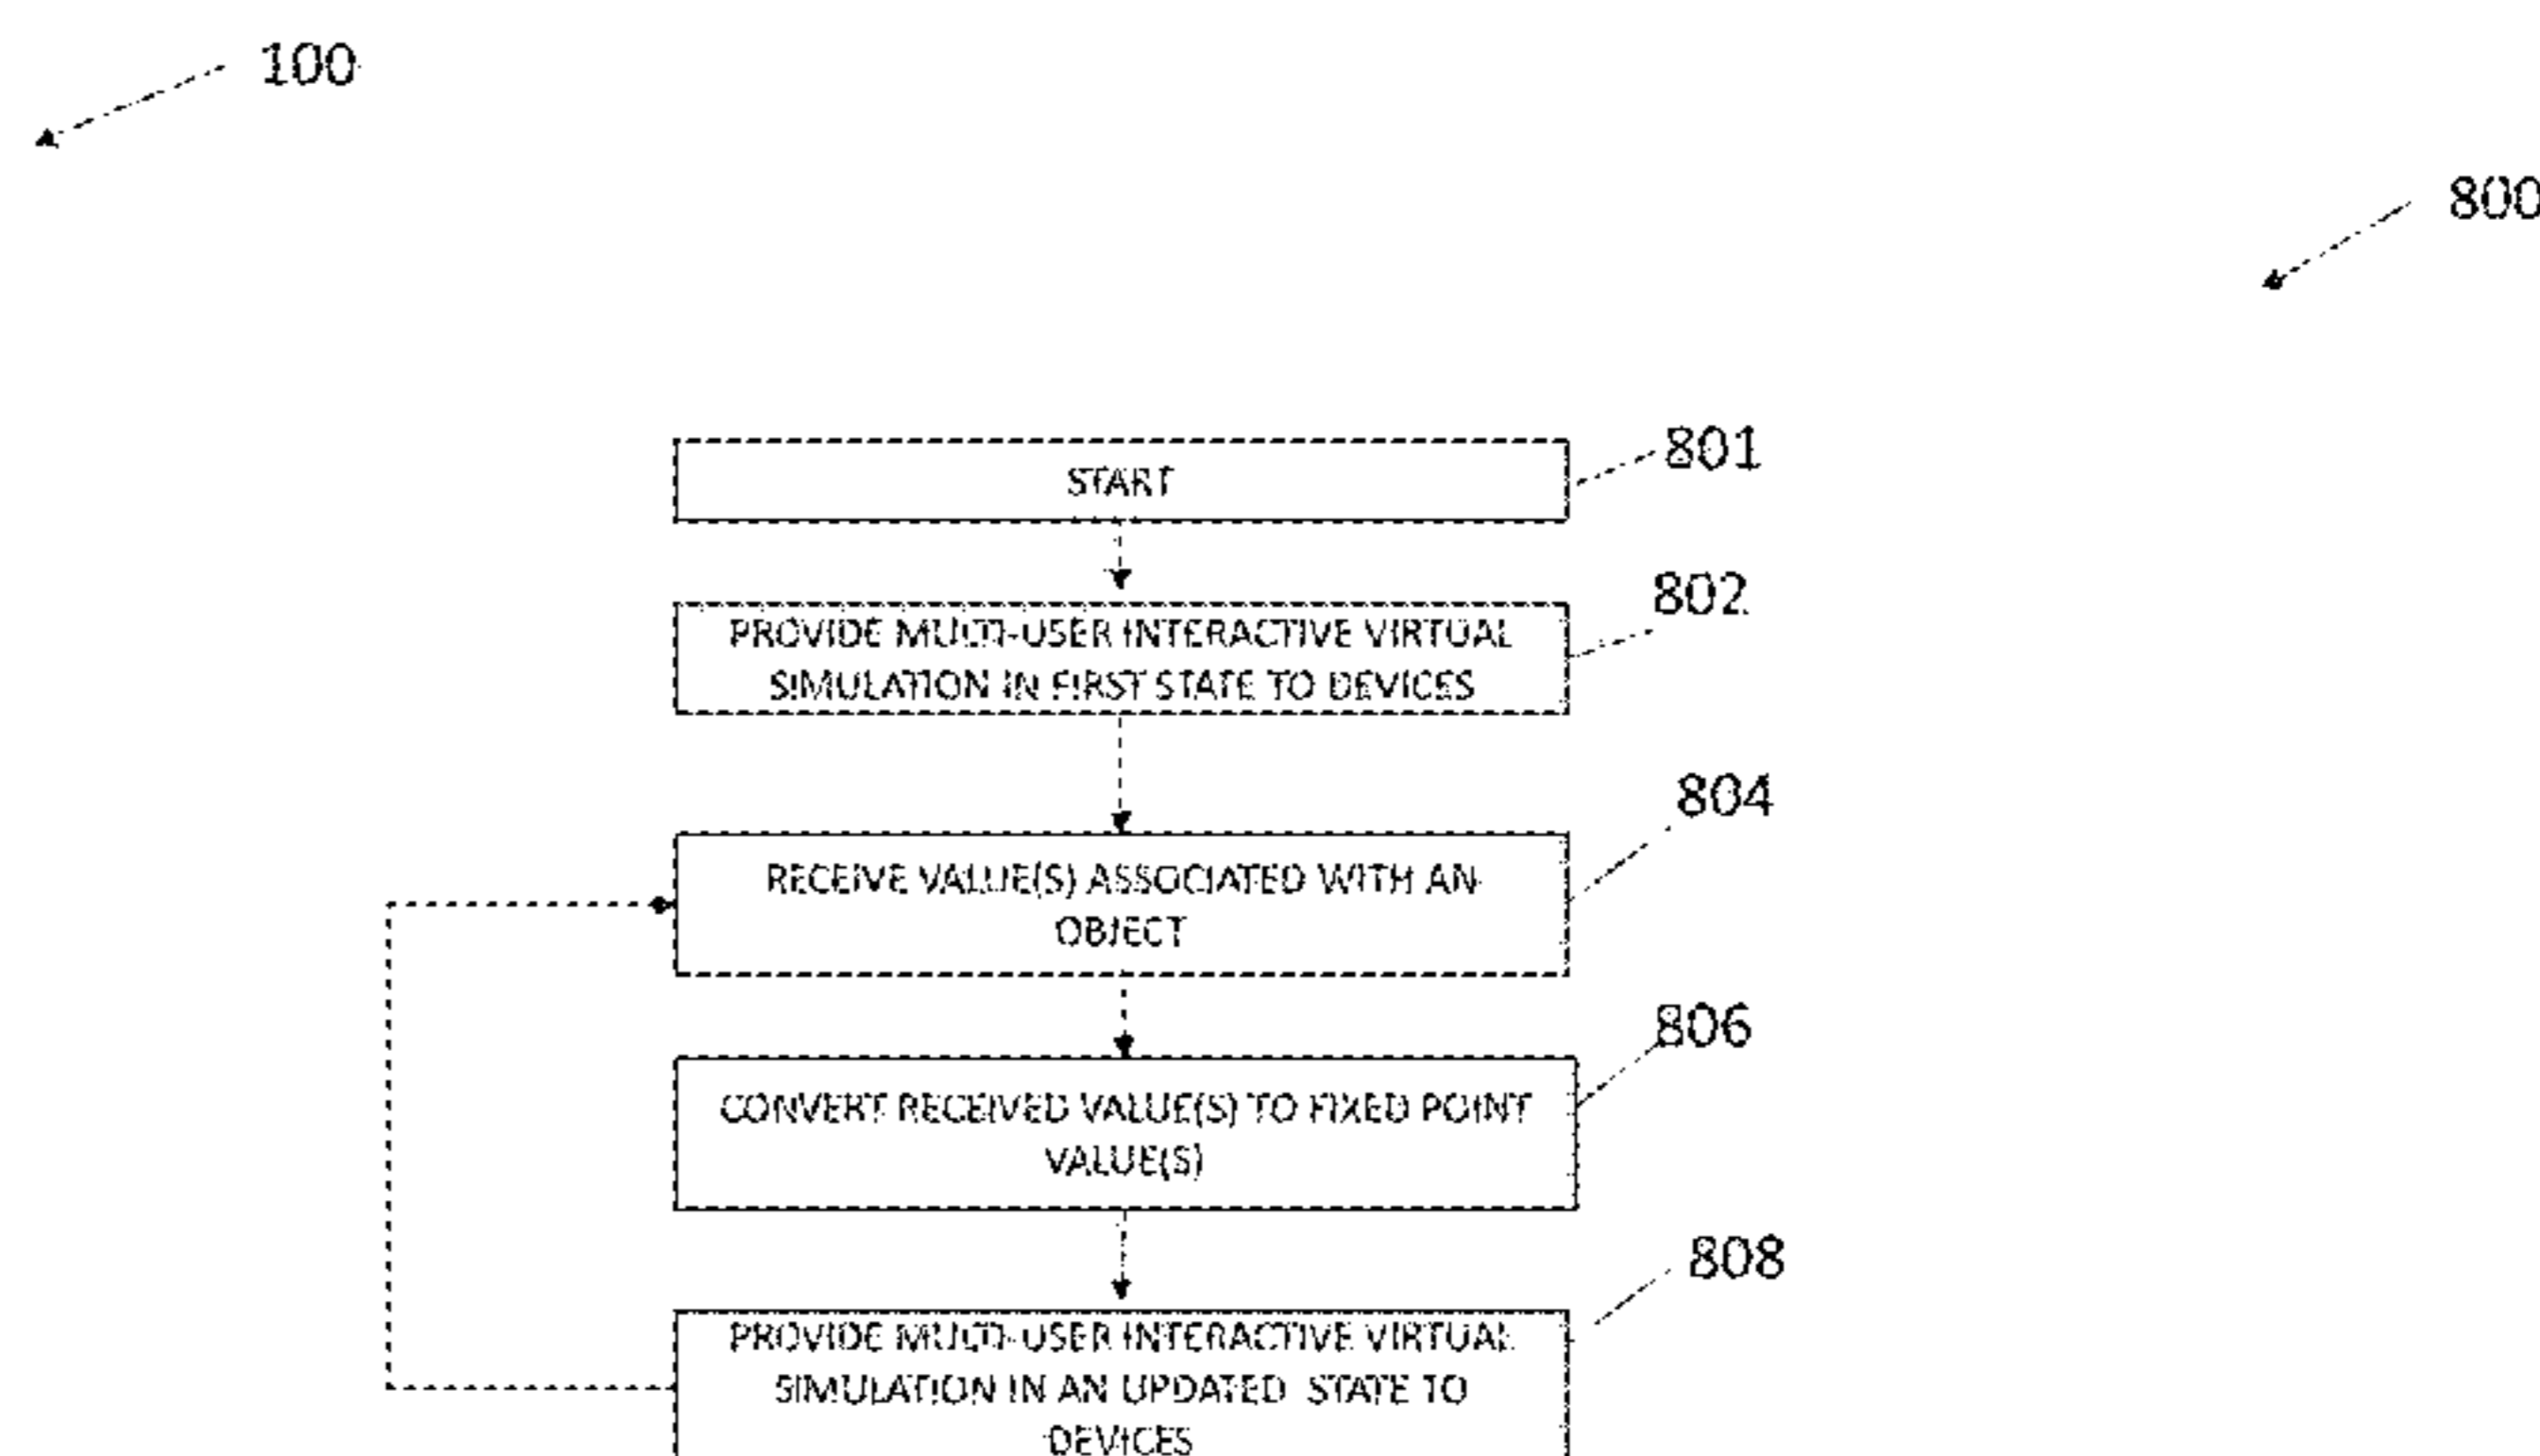 100
800
START
801
802
PROVIDE MULTI-USER INTERACTIVE VIRTUAL
SIMULATION IN FIRST STATE TO DEVICES
804
RECEIVE VALUE(S) ASSOCIATED WITH AN
OBJECT
806
CONVERT RECEIVED VALUE(S) TO FIXED POINT
VALUE(S)
808
PROVIDE MULTI-USER INTERACTIVE VIRTUAL
SIMULATION IN AN UPDATED STATE TO
DEVICES